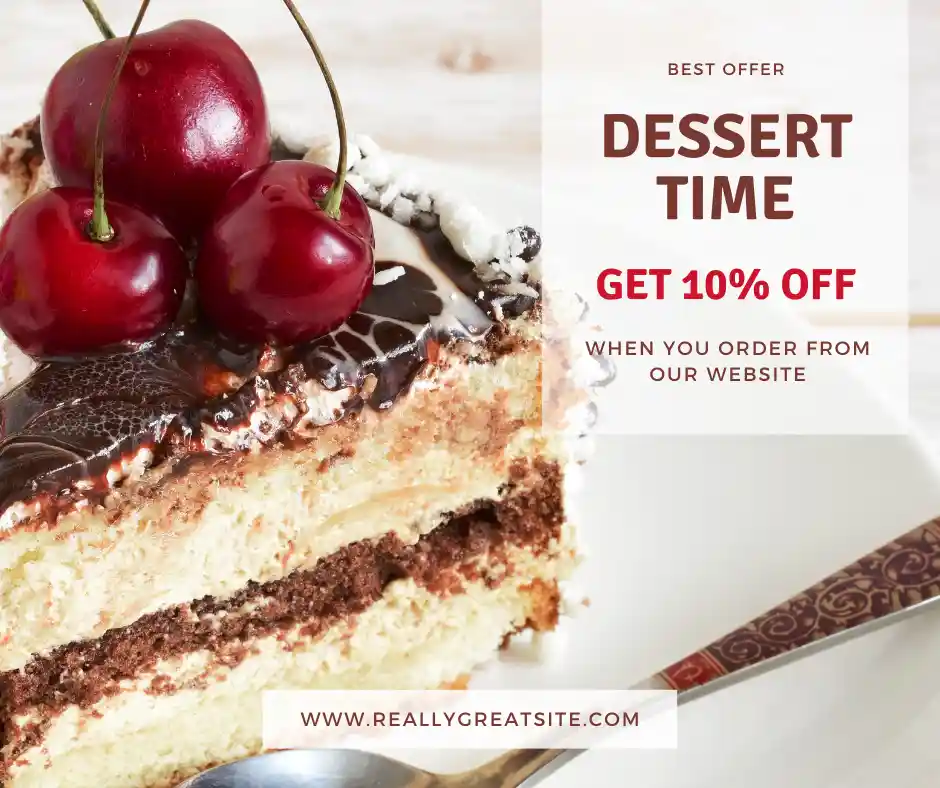 BEST OFFER
DESSERT
TIME
GET 10% OFF
WHEN YOU ORDER FROM
OUR WEBSITE
WWW.REALLYGREATSITE.COM